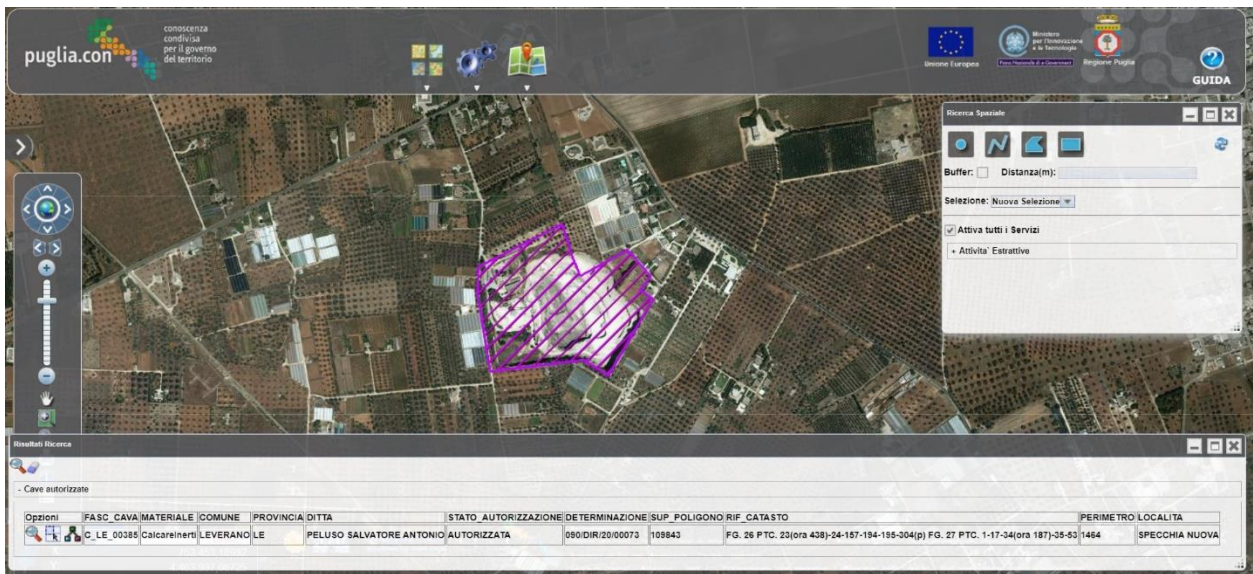 puglia.con
conoscenza
condivisa
per il governo
del territorio
Unione Europea
Ministero
per l'Innovazione
e le Tecnologie
Regione Puglia
GUIDA
Ricerca Spaziale
Buffer: Distanza(m):
Selezione: Nuova Selezione
Attiva tutti i Servizi
+ Attivita` Estrattive
Risultati Ricerca
- Cave autorizzate
Opzioni FASC_CAVA MATERIALE COMUNE PROVINCIA DITTA STATO_AUTORIZZAZIONE DETERMINAZIONE SUP_POLIGONO RIF_CATASTO PERIMETRO LOCALITA
C_LE_00385 Calcareinerti LEVERANO LE PELUSO SALVATORE ANTONIO AUTORIZZATA 090/DIR/20/00073 109843 FG. 26 PTC. 23(ora 438)-24-157-194-195-304(p) FG. 27 PTC. 1-17-34(ora 187)-35-53 1464 SPECCHIA NUOVA